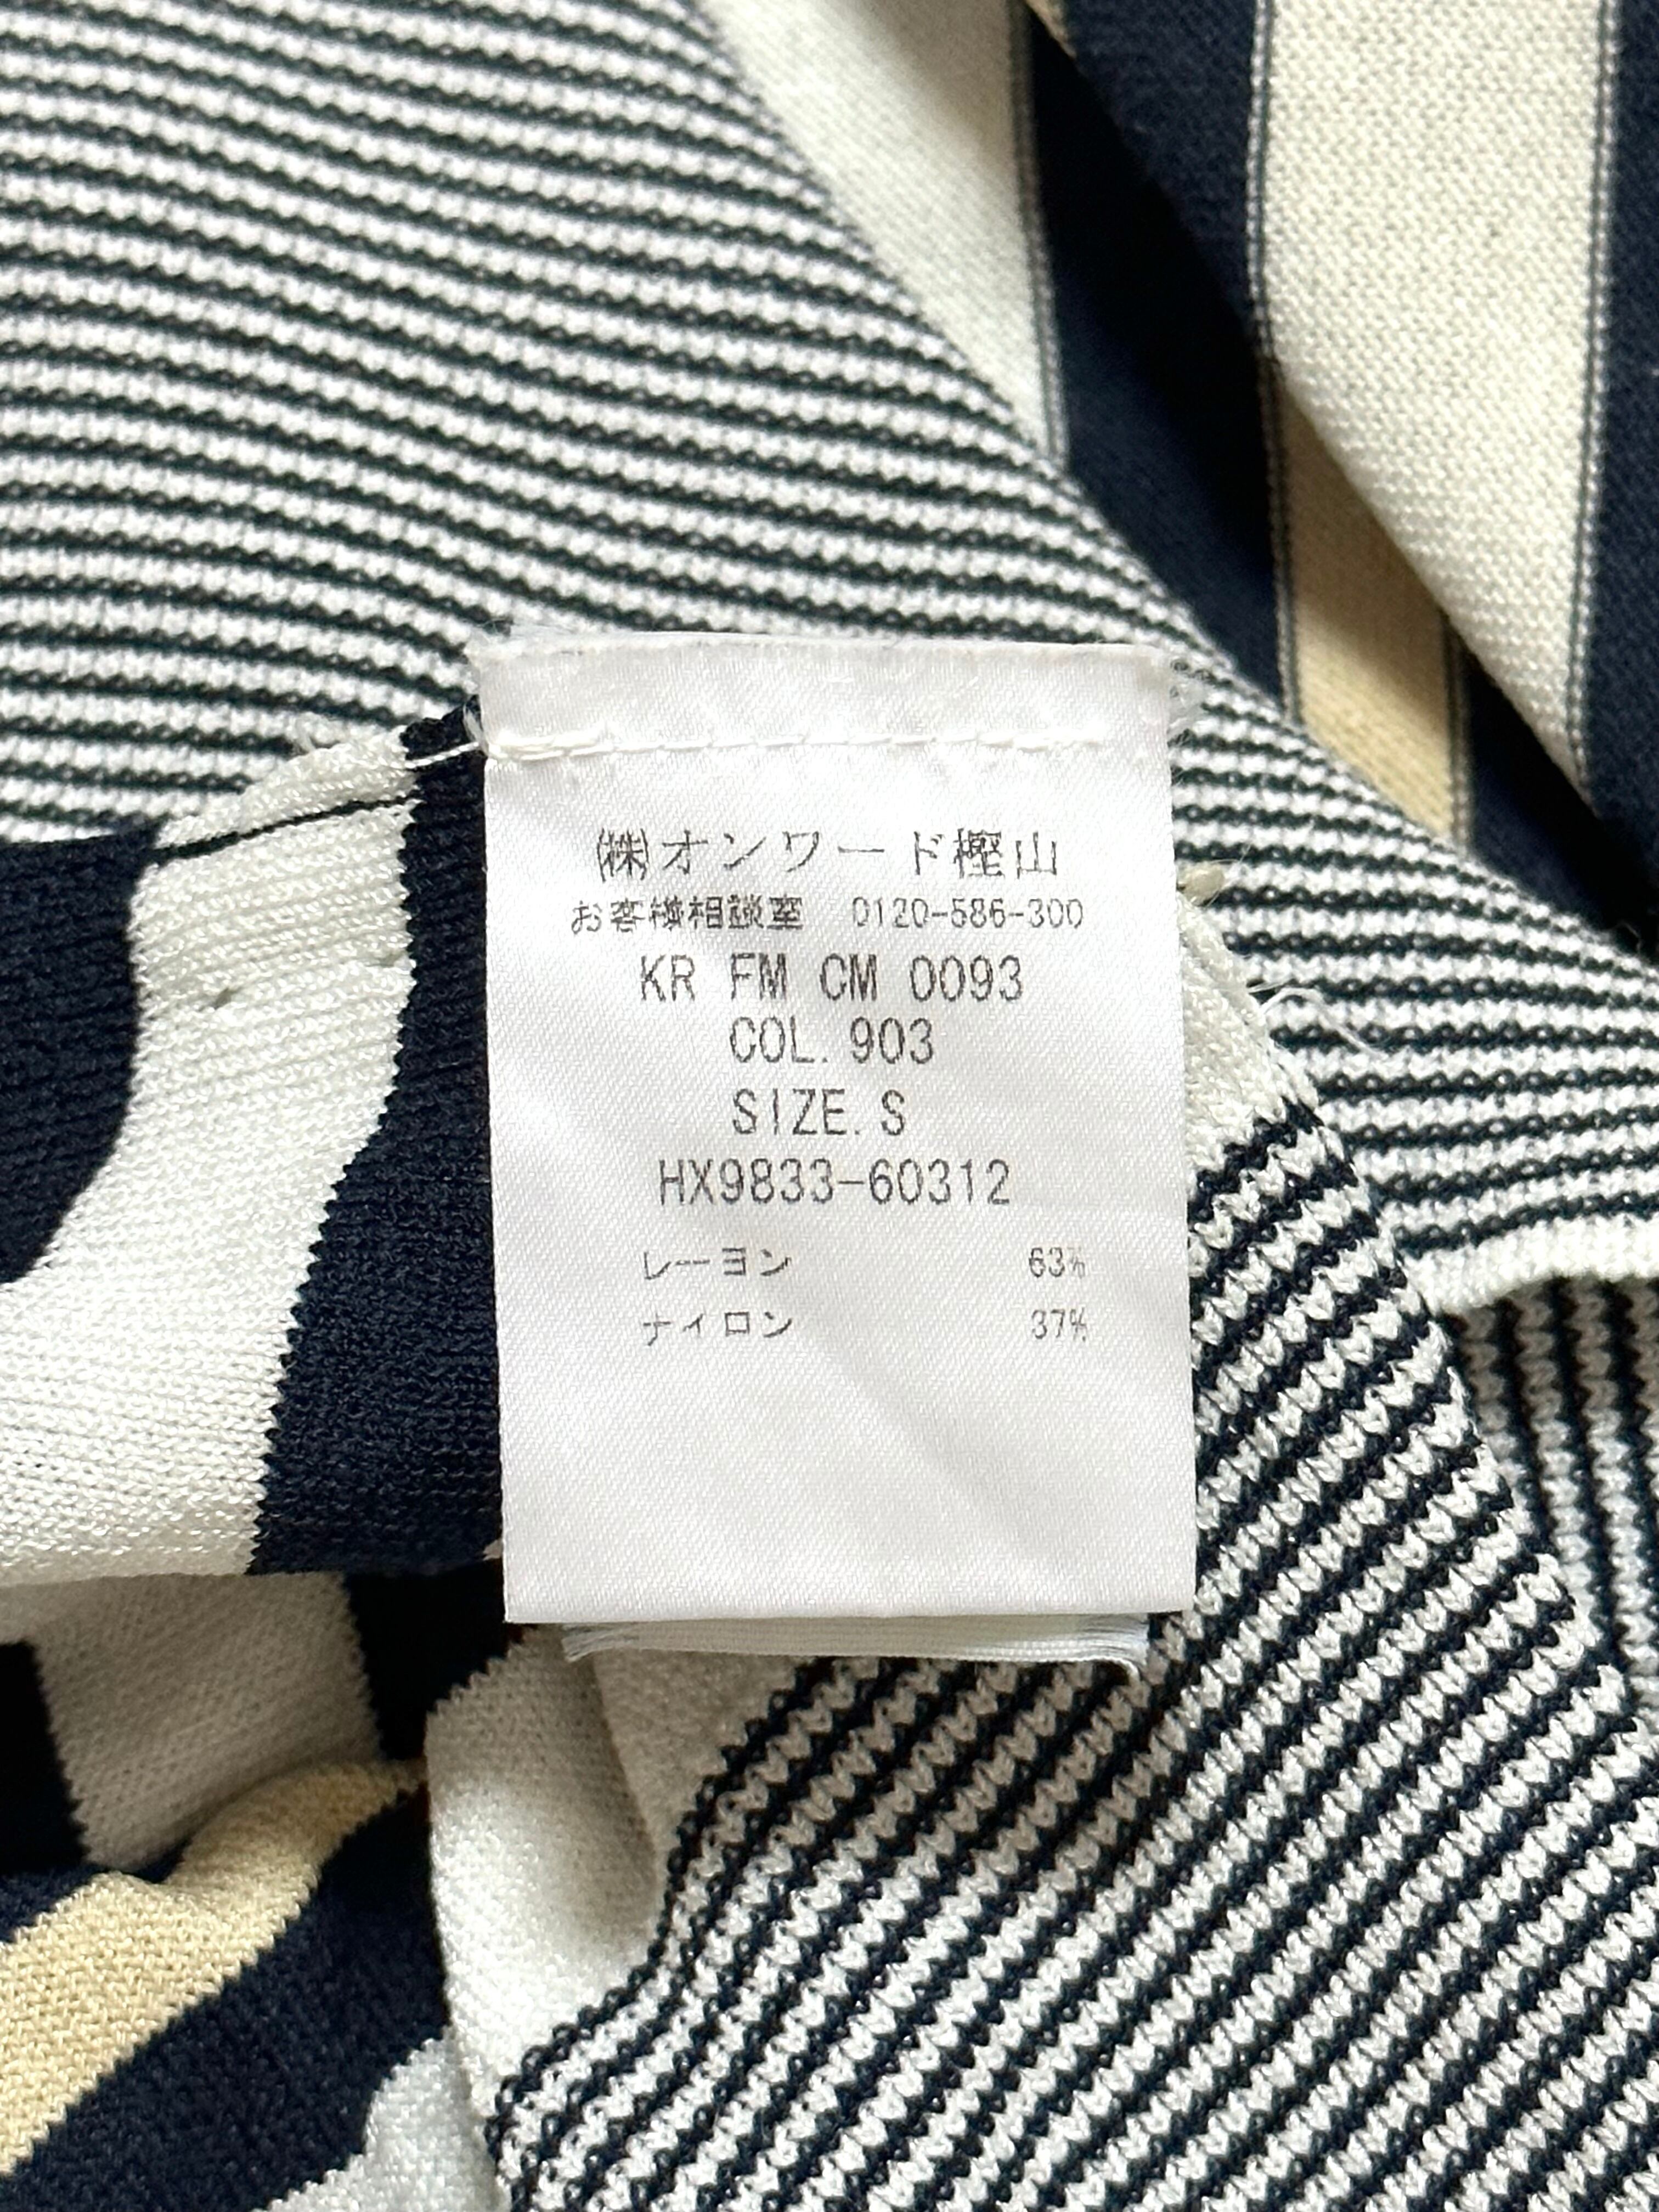 ㈱オンワード樫山
お客様相談室 0120-586-300
KR FM CM 0093
COL. 903
SIZE. S
HX9833-60312
レーヨン 63%
ナイロン 37%